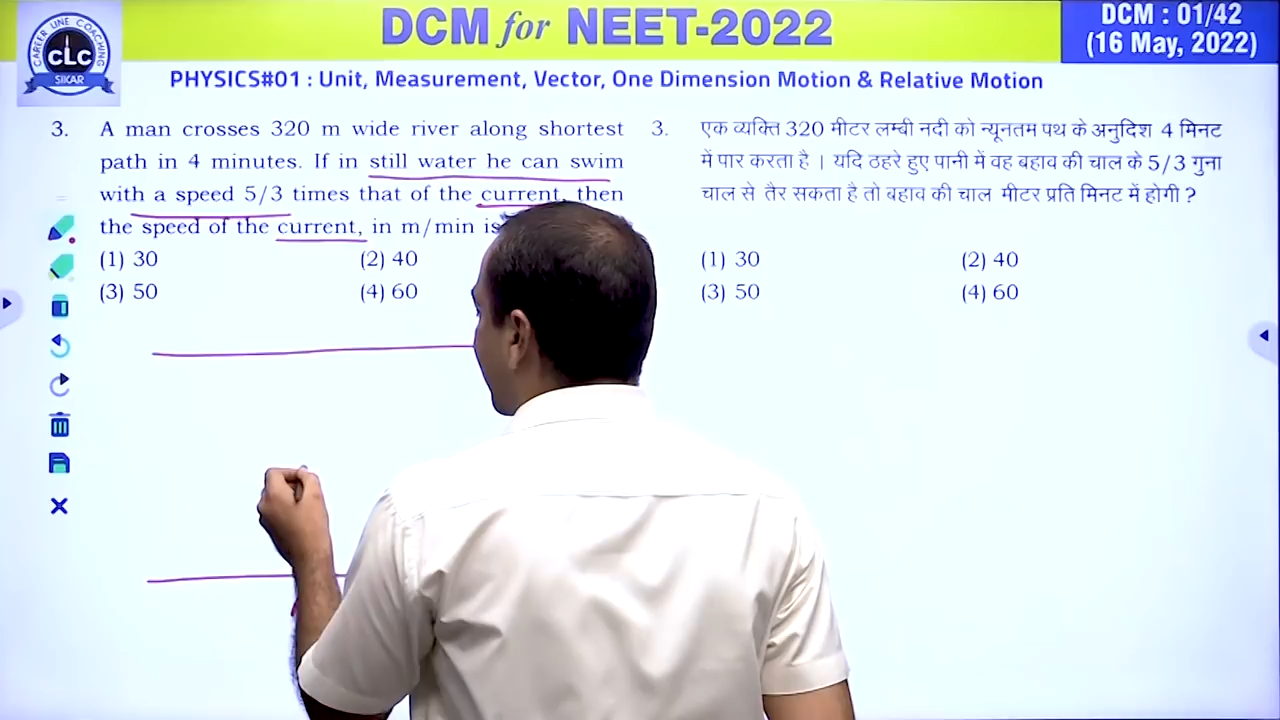 DCM for NEET-2022
DCM : 01/42
(16 May, 2022)
CAREER LINE COACHING
CLC
SIKAR
PHYSICS#01 : Unit, Measurement, Vector, One Dimension Motion & Relative Motion
3. A man crosses 320 m wide river along shortest
path in 4 minutes. If in still water he can swim
with a speed 5/3 times that of the current, then
the speed of the current, in m/min is
(1) 30 (2) 40
(3) 50 (4) 60
3. एक व्यक्ति 320 मीटर लम्बी नदी को न्यूनतम पथ के अनुदिश 4 मिनट
में पार करता है । यदि ठहरे हुए पानी में वह बहाव की चाल के 5/3 गुना
चाल से तैर सकता है तो बहाव की चाल मीटर प्रति मिनट में होगी ?
(1) 30 (2) 40
(3) 50 (4) 60